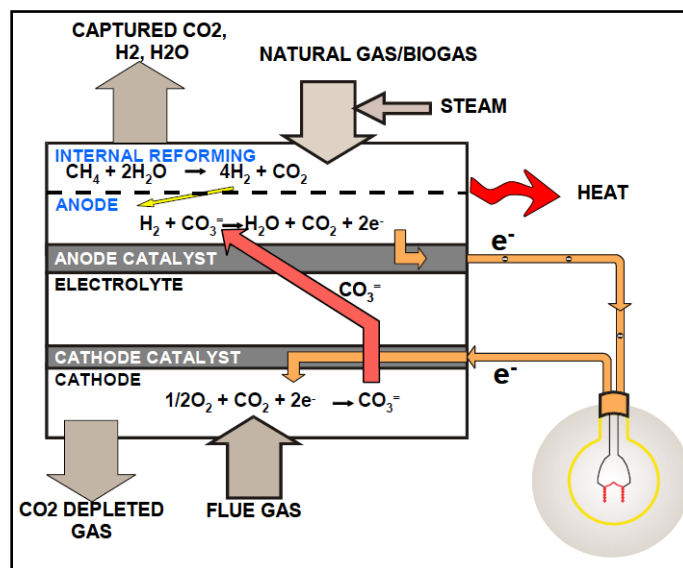 CAPTURED CO2,
H2, H2O
NATURAL GAS/BIOGAS
STEAM
INTERNAL REFORMING
CH₄ + 2H₂O → 4H₂ + CO₂
HEAT
ANODE
H₂ + CO₃⁼→H₂O + CO₂ + 2e⁻
e⁻
ANODE CATALYST
ELECTROLYTE
CO₃⁼
CATHODE CATALYST
CATHODE
e⁻
1/2O₂ + CO₂ + 2e⁻ → CO₃⁼
CO2 DEPLETED
GAS
FLUE GAS